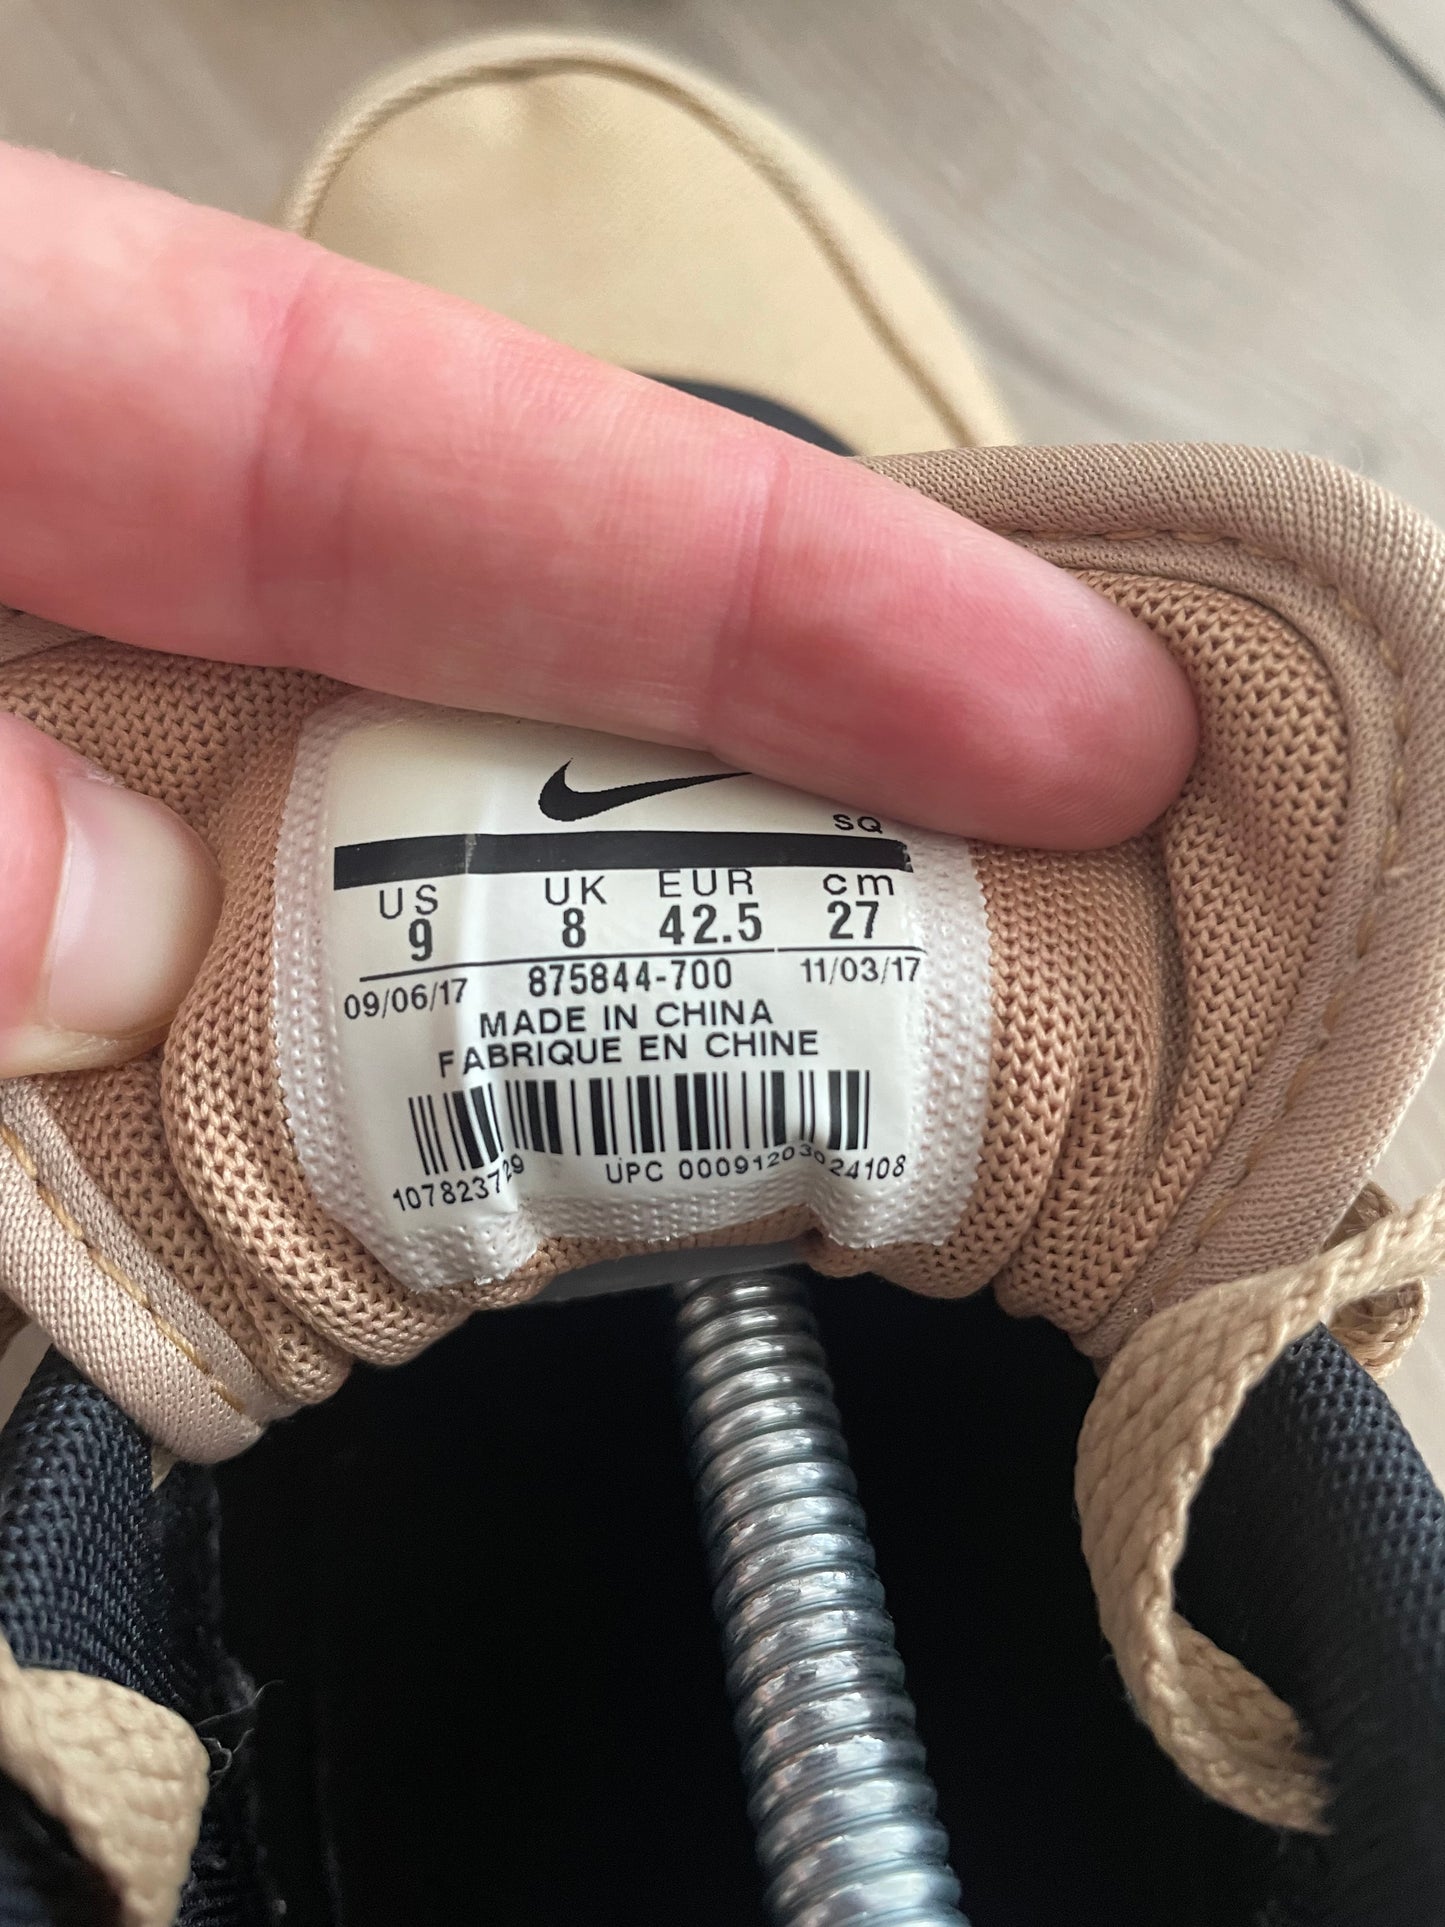 SQ
US UK EUR cm
9 8 42.5 27
09/06/17 875844-700 11/03/17
MADE IN CHINA
FABRIQUE EN CHINE
1078237729 UPC 00091203024108